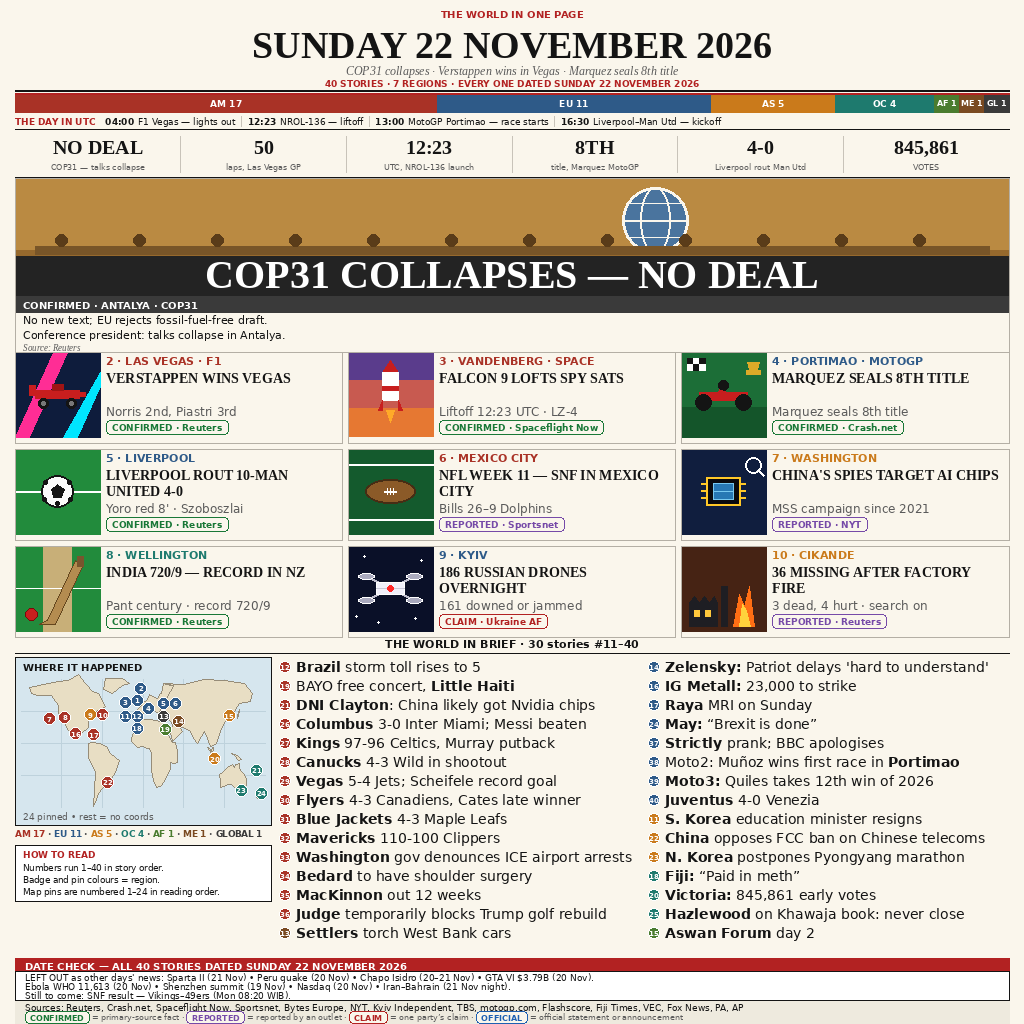 THE WORLD IN ONE PAGE
SUNDAY 22 NOVEMBER 2026
COP31 collapses · Verstappen wins in Vegas · Marquez seals 8th title
40 STORIES · 7 REGIONS · EVERY ONE DATED SUNDAY 22 NOVEMBER 2026
AM 17 EU 11 AS 5 OC 4 AF 1 ME 1 GL 1
THE DAY IN UTC 04:00 F1 Vegas — lights out 12:23 NROL-136 — liftoff 13:00 MotoGP Portimao — race starts 16:30 Liverpool–Man Utd — kickoff
NO DEAL
COP31 — talks collapse
50
laps, Las Vegas GP
12:23
UTC, NROL-136 launch
8TH
title, Marquez MotoGP
4-0
Liverpool rout Man Utd
845,861
VOTES
COP31 COLLAPSES — NO DEAL
CONFIRMED · ANTALYA · COP31
No new text; EU rejects fossil-fuel-free draft.
Conference president: talks collapse in Antalya.
Source: Reuters
2 · LAS VEGAS · F1
VERSTAPPEN WINS VEGAS
Norris 2nd, Piastri 3rd
CONFIRMED · Reuters
3 · VANDENBERG · SPACE
FALCON 9 LOFTS SPY SATS
Liftoff 12:23 UTC · LZ-4
CONFIRMED · Spaceflight Now
4 · PORTIMAO · MOTOGP
MARQUEZ SEALS 8TH TITLE
Marquez seals 8th title
CONFIRMED · Crash.net
5 · LIVERPOOL
LIVERPOOL ROUT 10-MAN
UNITED 4-0
Yoro red 8' · Szoboszlai
CONFIRMED · Reuters
6 · MEXICO CITY
NFL WEEK 11 — SNF IN MEXICO
CITY
Bills 26–9 Dolphins
REPORTED · Sportsnet
7 · WASHINGTON
CHINA'S SPIES TARGET AI CHIPS
MSS campaign since 2021
REPORTED · NYT
8 · WELLINGTON
INDIA 720/9 — RECORD IN NZ
Pant century · record 720/9
CONFIRMED · Reuters
9 · KYIV
186 RUSSIAN DRONES
OVERNIGHT
161 downed or jammed
CLAIM · Ukraine AF
10 · CIKANDE
36 MISSING AFTER FACTORY
FIRE
3 dead, 4 hurt · search on
REPORTED · Reuters
THE WORLD IN BRIEF · 30 stories #11–40
WHERE IT HAPPENED
24 pinned • rest = no coords
AM 17 · EU 11 · AS 5 · OC 4 · AF 1 · ME 1 · GLOBAL 1
HOW TO READ
Numbers run 1–40 in story order.
Badge and pin colours = region.
Map pins are numbered 1–24 in reading order.
Brazil storm toll rises to 5
BAYO free concert, Little Haiti
DNI Clayton: China likely got Nvidia chips
Columbus 3-0 Inter Miami; Messi beaten
Kings 97-96 Celtics, Murray putback
Canucks 4-3 Wild in shootout
Vegas 5-4 Jets; Scheifele record goal
Flyers 4-3 Canadiens, Cates late winner
Blue Jackets 4-3 Maple Leafs
Mavericks 110-100 Clippers
Washington gov denounces ICE airport arrests
Bedard to have shoulder surgery
MacKinnon out 12 weeks
Judge temporarily blocks Trump golf rebuild
Settlers torch West Bank cars
Zelensky: Patriot delays 'hard to understand'
IG Metall: 23,000 to strike
Raya MRI on Sunday
May: “Brexit is done”
Strictly prank; BBC apologises
Moto2: Muñoz wins first race in Portimao
Moto3: Quiles takes 12th win of 2026
Juventus 4-0 Venezia
S. Korea education minister resigns
China opposes FCC ban on Chinese telecoms
N. Korea postpones Pyongyang marathon
Fiji: “Paid in meth”
Victoria: 845,861 early votes
Hazlewood on Khawaja book: never close
Aswan Forum day 2
DATE CHECK — ALL 40 STORIES DATED SUNDAY 22 NOVEMBER 2026
LEFT OUT as other days' news: Sparta II (21 Nov) • Peru quake (20 Nov) • Chapo Isidro (20–21 Nov) • GTA VI $3.79B (20 Nov).
Ebola WHO 11,613 (20 Nov) • Shenzhen summit (19 Nov) • Nasdaq (20 Nov) • Iran–Bahrain (21 Nov night).
Still to come: SNF result — Vikings–49ers (Mon 08:20 WIB).
Sources: Reuters, Crash.net, Spaceflight Now, Sportsnet, Bytes Europe, NYT, Kyiv Independent, TBS, motogp.com, Flashscore, Fiji Times, VEC, Fox News, PA, AP
CONFIRMED = primary-source fact · REPORTED = reported by an outlet · CLAIM = one party's claim · OFFICIAL = official statement or announcement